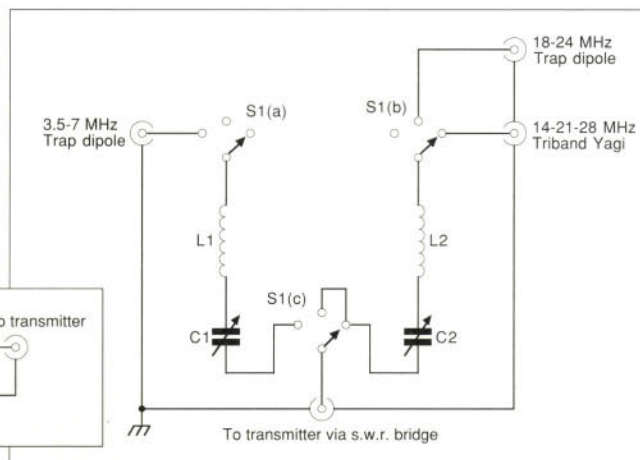 18-24 MHz
Trap dipole
S1(a)
S1(b)
3.5-7 MHz
Trap dipole
14-21-28 MHz
Triband Yagi
L1
L2
S1(c)
transmitter
C1
C2
To transmitter via s.w.r. bridge